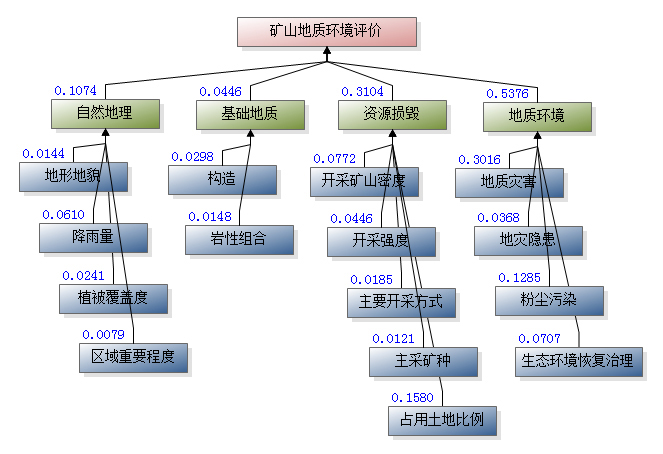 矿山地质环境评价
0.1074
自然地理
0.0446
基础地质
0.3104
资源损毁
0.5376
地质环境
0.0144
地形地貌
0.0610
降雨量
0.0241
植被覆盖度
0.0079
区域重要程度
0.0298
构造
0.0148
岩性组合
0.0772
开采矿山密度
0.0446
开采强度
0.0185
主要开采方式
0.0121
主采矿种
0.1580
占用土地比例
0.3016
地质灾害
0.0368
地灾隐患
0.1285
粉尘污染
0.0707
生态环境恢复治理